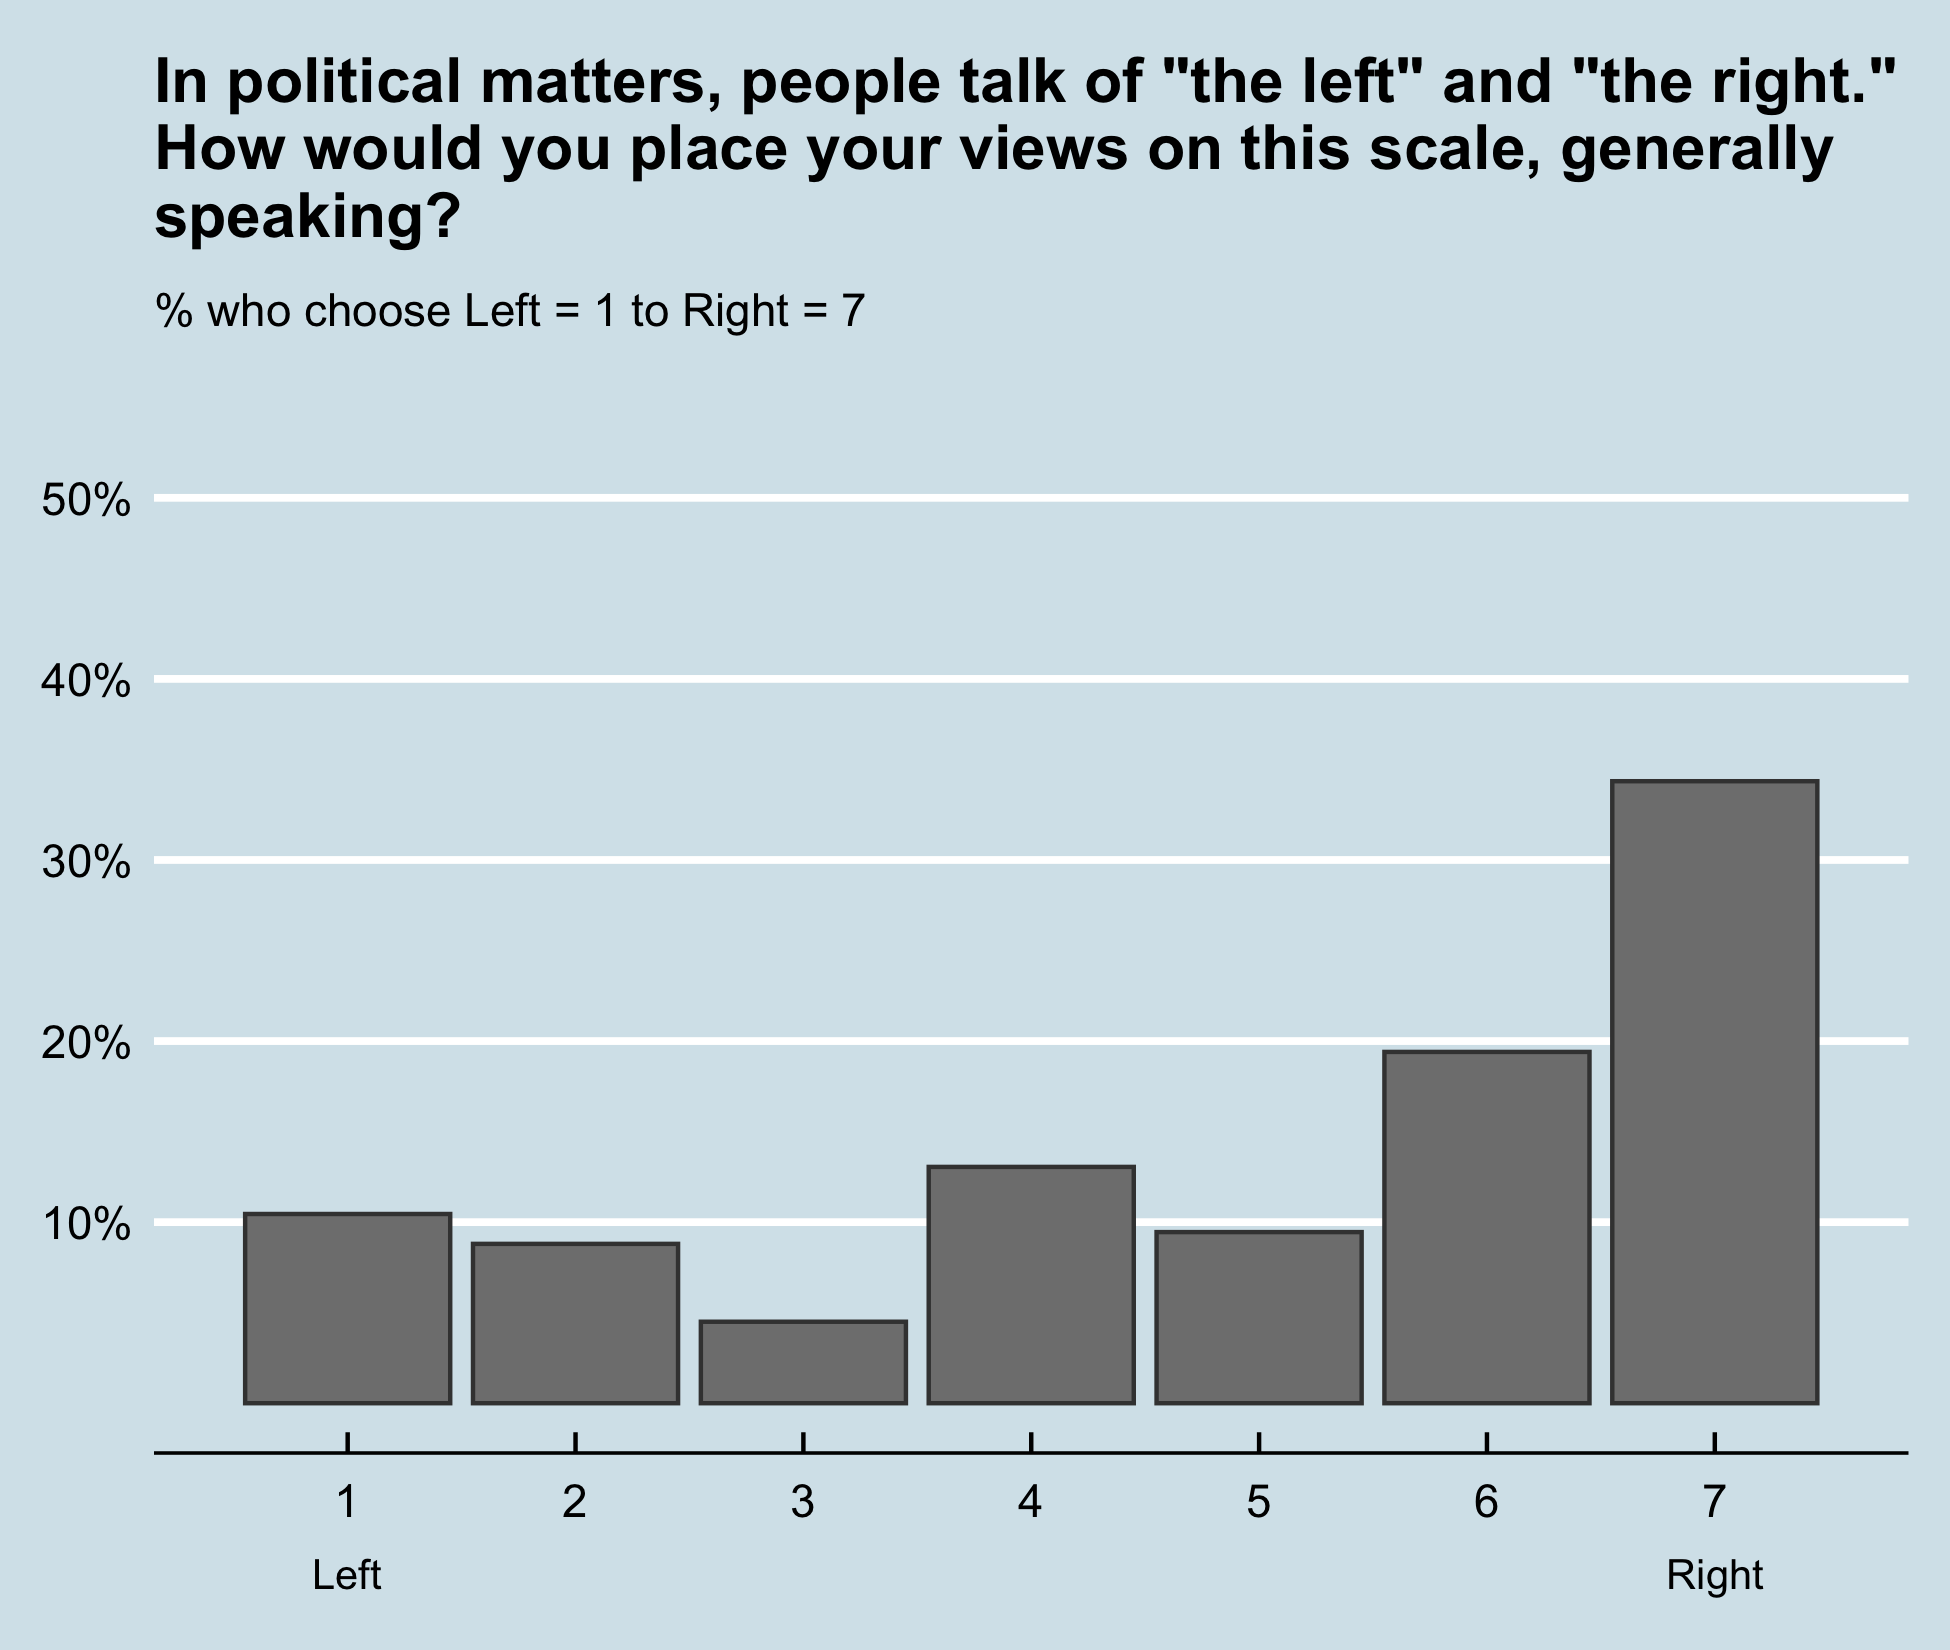 In political matters, people talk of "the left" and "the right."
How would you place your views on this scale, generally
speaking?
% who choose Left = 1 to Right = 7
50%
40%
30%
20%
10%
1 2 3 4 5 6 7
Left Right